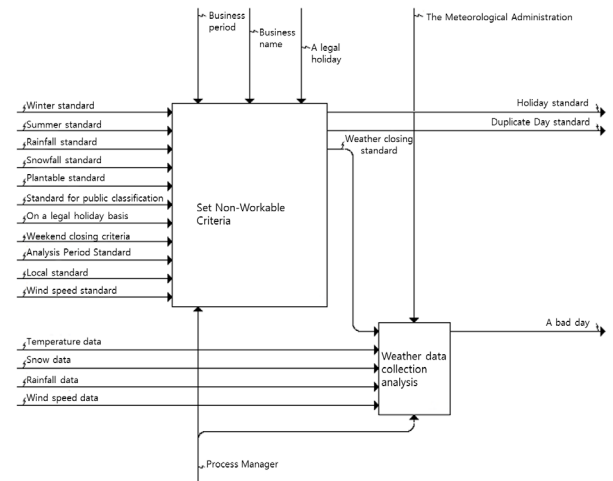 Business
period
Business
name
A legal
holiday
The Meteorological Administration
Winter standard
Summer standard
Rainfall standard
Snowfall standard
Plantable standard
Standard for public classification
On a legal holiday basis
Weekend closing criteria
Analysis Period Standard
Local standard
Wind speed standard
Set Non-Workable
Criteria
Holiday standard
Duplicate Day standard
Weather closing
standard
A bad day
Temperature data
Snow data
Rainfall data
Wind speed data
Weather data
collection
analysis
Process Manager